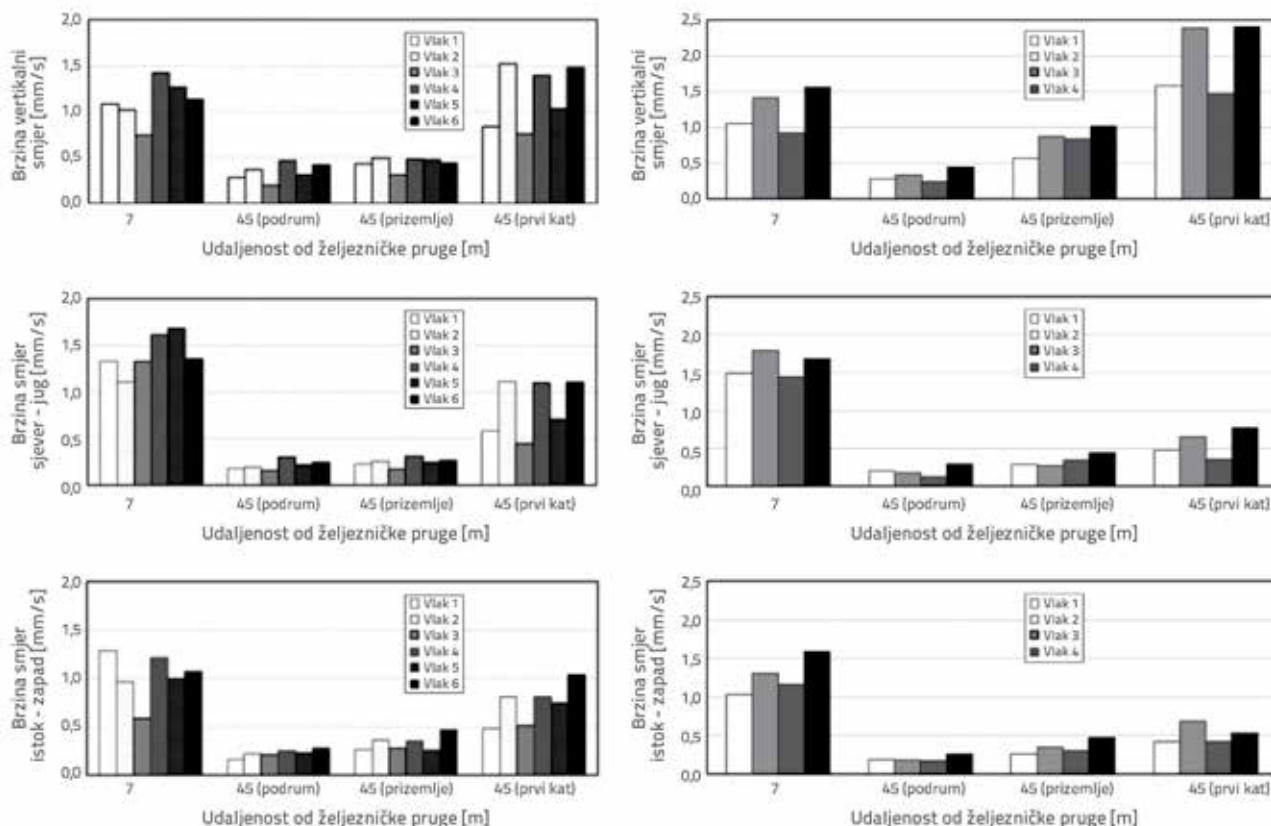 Brzina vertikalni
smjer [mm/s]
2,0
1,5
1,0
0,5
0,0
Vlak 1
Vlak 2
Vlak 3
Vlak 4
Vlak 5
Vlak 6
7
45 (podrum)
45 (prizemlje)
45 (prvi kat)
Udaljenost od željezničke pruge [m]
Brzina vertikalni
smjer [mm/s]
2,5
2,0
1,5
1,0
0,5
0,0
Vlak 1
Vlak 2
Vlak 3
Vlak 4
7
45 (podrum)
45 (prizemlje)
45 (prvi kat)
Udaljenost od željezničke pruge [m]
Brzina smjer
sjever - jug [mm/s]
2,0
1,5
1,0
0,5
0,0
Vlak 1
Vlak 2
Vlak 3
Vlak 4
Vlak 5
Vlak 6
7
45 (podrum)
45 (prizemlje)
45 (prvi kat)
Udaljenost od željezničke pruge [m]
Brzina smjer
sjever - jug [mm/s]
2,5
2,0
1,5
1,0
0,5
0,0
Vlak 1
Vlak 2
Vlak 3
Vlak 4
7
45 (podrum)
45 (prizemlje)
45 (prvi kat)
Udaljenost od željezničke pruge [m]
Brzina smjer
istok - zapad [mm/s]
2,0
1,5
1,0
0,5
0,0
Vlak 1
Vlak 2
Vlak 3
Vlak 4
Vlak 5
Vlak 6
7
45 (podrum)
45 (prizemlje)
45 (prvi kat)
Udaljenost od željezničke pruge [m]
Brzina smjer
istok - zapad [mm/s]
2,5
2,0
1,5
1,0
0,5
0,0
Vlak 1
Vlak 2
Vlak 3
Vlak 4
7
45 (podrum)
45 (prizemlje)
45 (prvi kat)
Udaljenost od željezničke pruge [m]